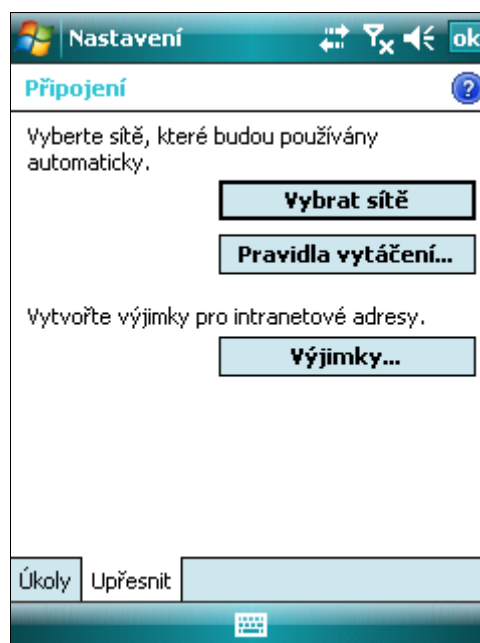 Nastavení
ok
Připojení
?
Vyberte sítě, které budou používány
automaticky.
Vybrat sítě
Pravidla vytáčení...
Vytvořte výjimky pro intranetové adresy.
Výjimky...
Úkoly Upřesnit